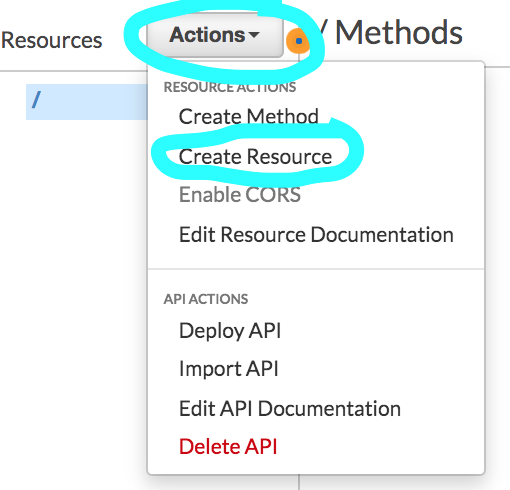 Resources
Actions
/ Methods
/
RESOURCE ACTIONS
Create Method
Create Resource
Enable CORS
Edit Resource Documentation
API ACTIONS
Deploy API
Import API
Edit API Documentation
Delete API